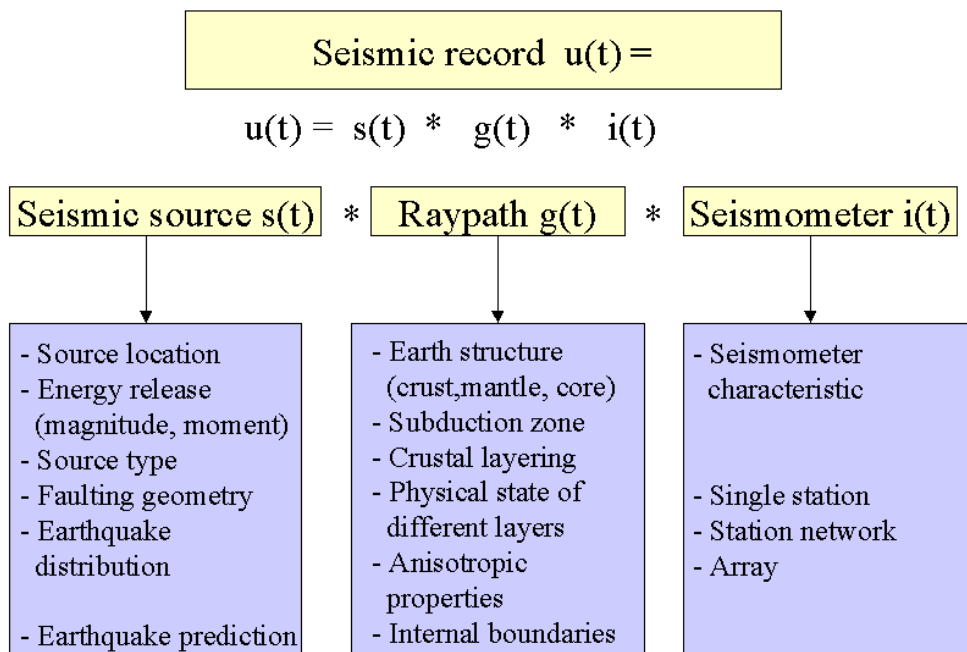 Seismic record u(t) =
u(t) = s(t) * g(t) * i(t)
Seismic source s(t) * Raypath g(t) * Seismometer i(t)
- Source location
- Energy release
(magnitude, moment)
- Source type
- Faulting geometry
- Earthquake
distribution
- Earthquake prediction
- Earth structure
(crust,mantle, core)
- Subduction zone
- Crustal layering
- Physical state of
different layers
- Anisotropic
properties
- Internal boundaries
- Seismometer
characteristic
- Single station
- Station network
- Array